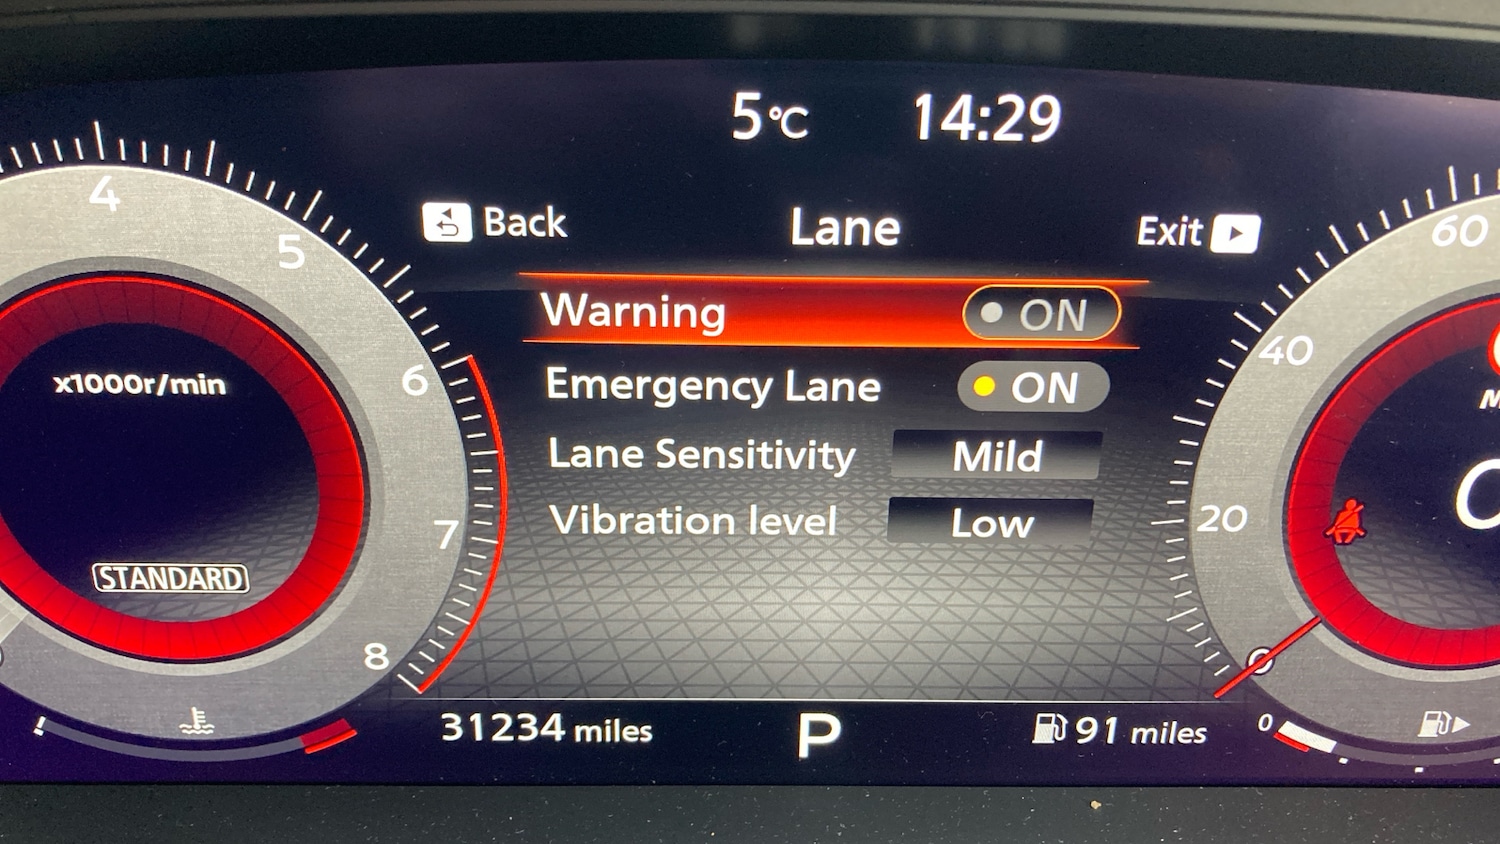 5°C 14:29
Back Lane Exit
Warning ON
Emergency Lane ON
Lane Sensitivity Mild
Vibration level Low
4
5
6
7
8
x1000r/min
STANDARD
60
40
20
0
31234 miles P 91 miles
0